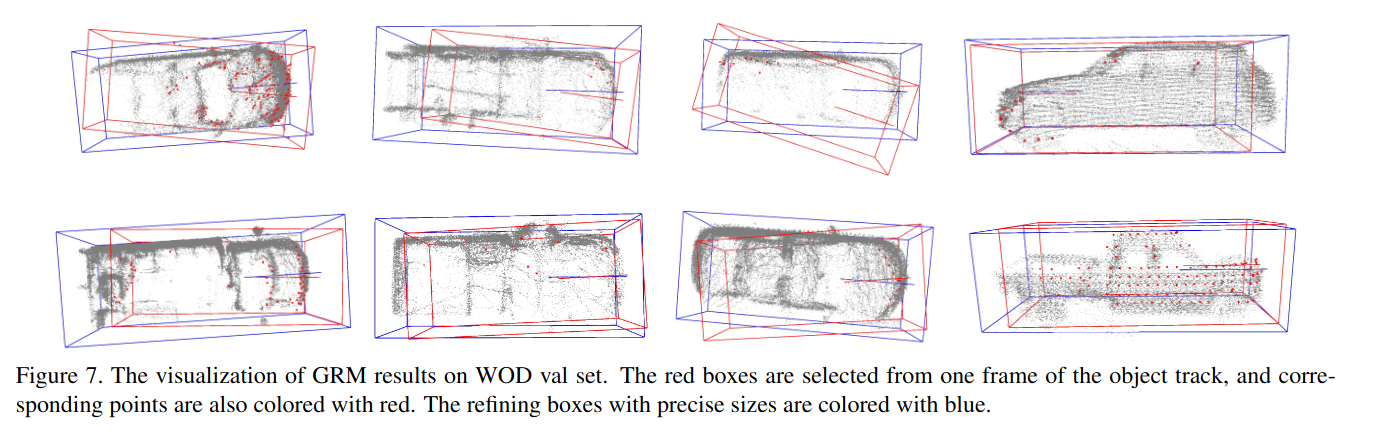 Figure 7. The visualization of GRM results on WOD val set. The red boxes are selected from one frame of the object track, and corre-
sponding points are also colored with red. The refining boxes with precise sizes are colored with blue.